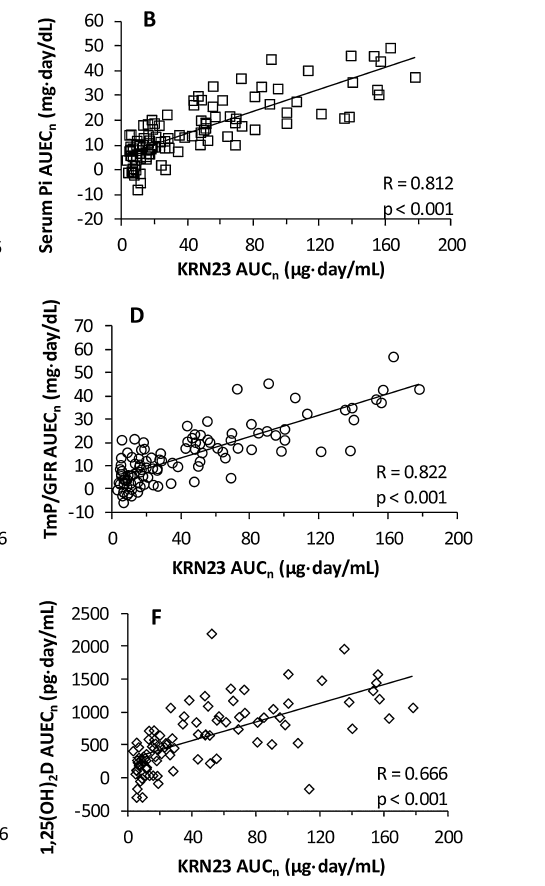 B
Serum Pi AUECn (mg·day/dL)
60
50
40
30
20
10
0
-10
-20
R = 0.812
p < 0.001
0 40 80 120 160 200
KRN23 AUCn (µg·day/mL)
D
TmP/GFR AUECn (mg·day/dL)
70
60
50
40
30
20
10
0
-10
R = 0.822
p < 0.001
0 40 80 120 160 200
KRN23 AUCn (µg·day/mL)
6
F
1,25(OH)2D AUECn (pg·day/mL)
2500
2000
1500
1000
500
0
-500
R = 0.666
p < 0.001
0 40 80 120 160 200
KRN23 AUCn (µg·day/mL)
6